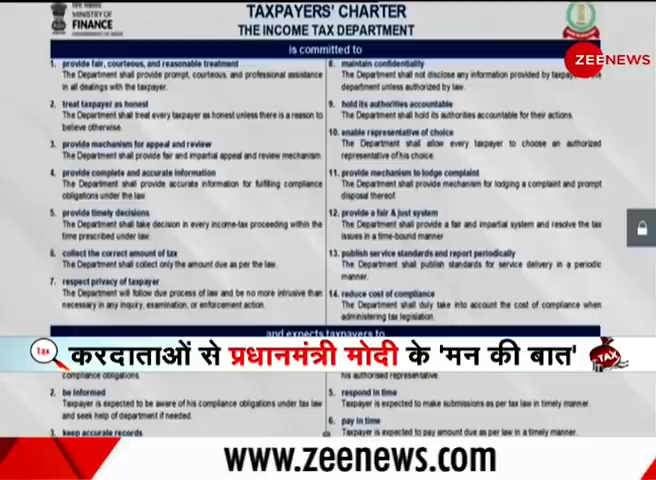 MINISTRY OF
FINANCE
TAXPAYERS' CHARTER
THE INCOME TAX DEPARTMENT
ZEENEWS
is committed to
1. provide fair, courteous, and reasonable treatment
The Department shall provide prompt, courteous, and professional assistance
in all dealings with the taxpayer.
2. treat taxpayer as honest
The Department shall treat every taxpayer as honest unless there is a reason to
believe otherwise.
3. provide mechanism for appeal and review
The Department shall provide fair and impartial appeal and review mechanism.
4. provide complete and accurate information
The Department shall provide accurate information for fulfilling compliance
obligations under the law
5. provide timely decisions
The Department shall take decision in every income-tax proceeding within the
time prescribed under law.
6. collect the correct amount of tax
The Department shall collect only the amount due as per the law.
7. respect privacy of taxpayer
The Department will follow due process of law and be no more intrusive than
necessary in any inquiry, examination, or enforcement action.
8. maintain confidentiality
The Department shall not disclose any information provided by
department unless authorized by law.
9. hold its authorities accountable
The Department shall hold its authorities accountable for their actions.
10. enable representative of choice
The Department shall allow every taxpayer to choose an authorized
representative of his choice.
11. provide mechanism to lodge complaint
The Department shall provide mechanism for lodging a complaint and prompt
disposal thereof.
12. provide a fair & just system
The Department shall provide a fair and impartial system and resolve the tax
issues in a time-bound manner
13. publish service standards and report periodically
The Department shall publish standards for service delivery in a periodic
manner.
14. reduce cost of compliance
The Department shall duly take into account the cost of compliance when
administering tax legislation.
and expects taxpayers to
Tax
करदाताओं से प्रधानमंत्री मोदी के 'मन की बात'
TAX
compliance obligations.
2. be informed
Taxpayer is expected to be aware of his compliance obligations under tax law
and seek help of department if needed.
3. keep accurate records
his authorised representative.
5. respond in time
Taxpayer is expected to make submissions as per tax law in timely manner.
6. pay in time
Taxpayer is expected to pay amount due as per law in a timely manner.
www.zeenews.com